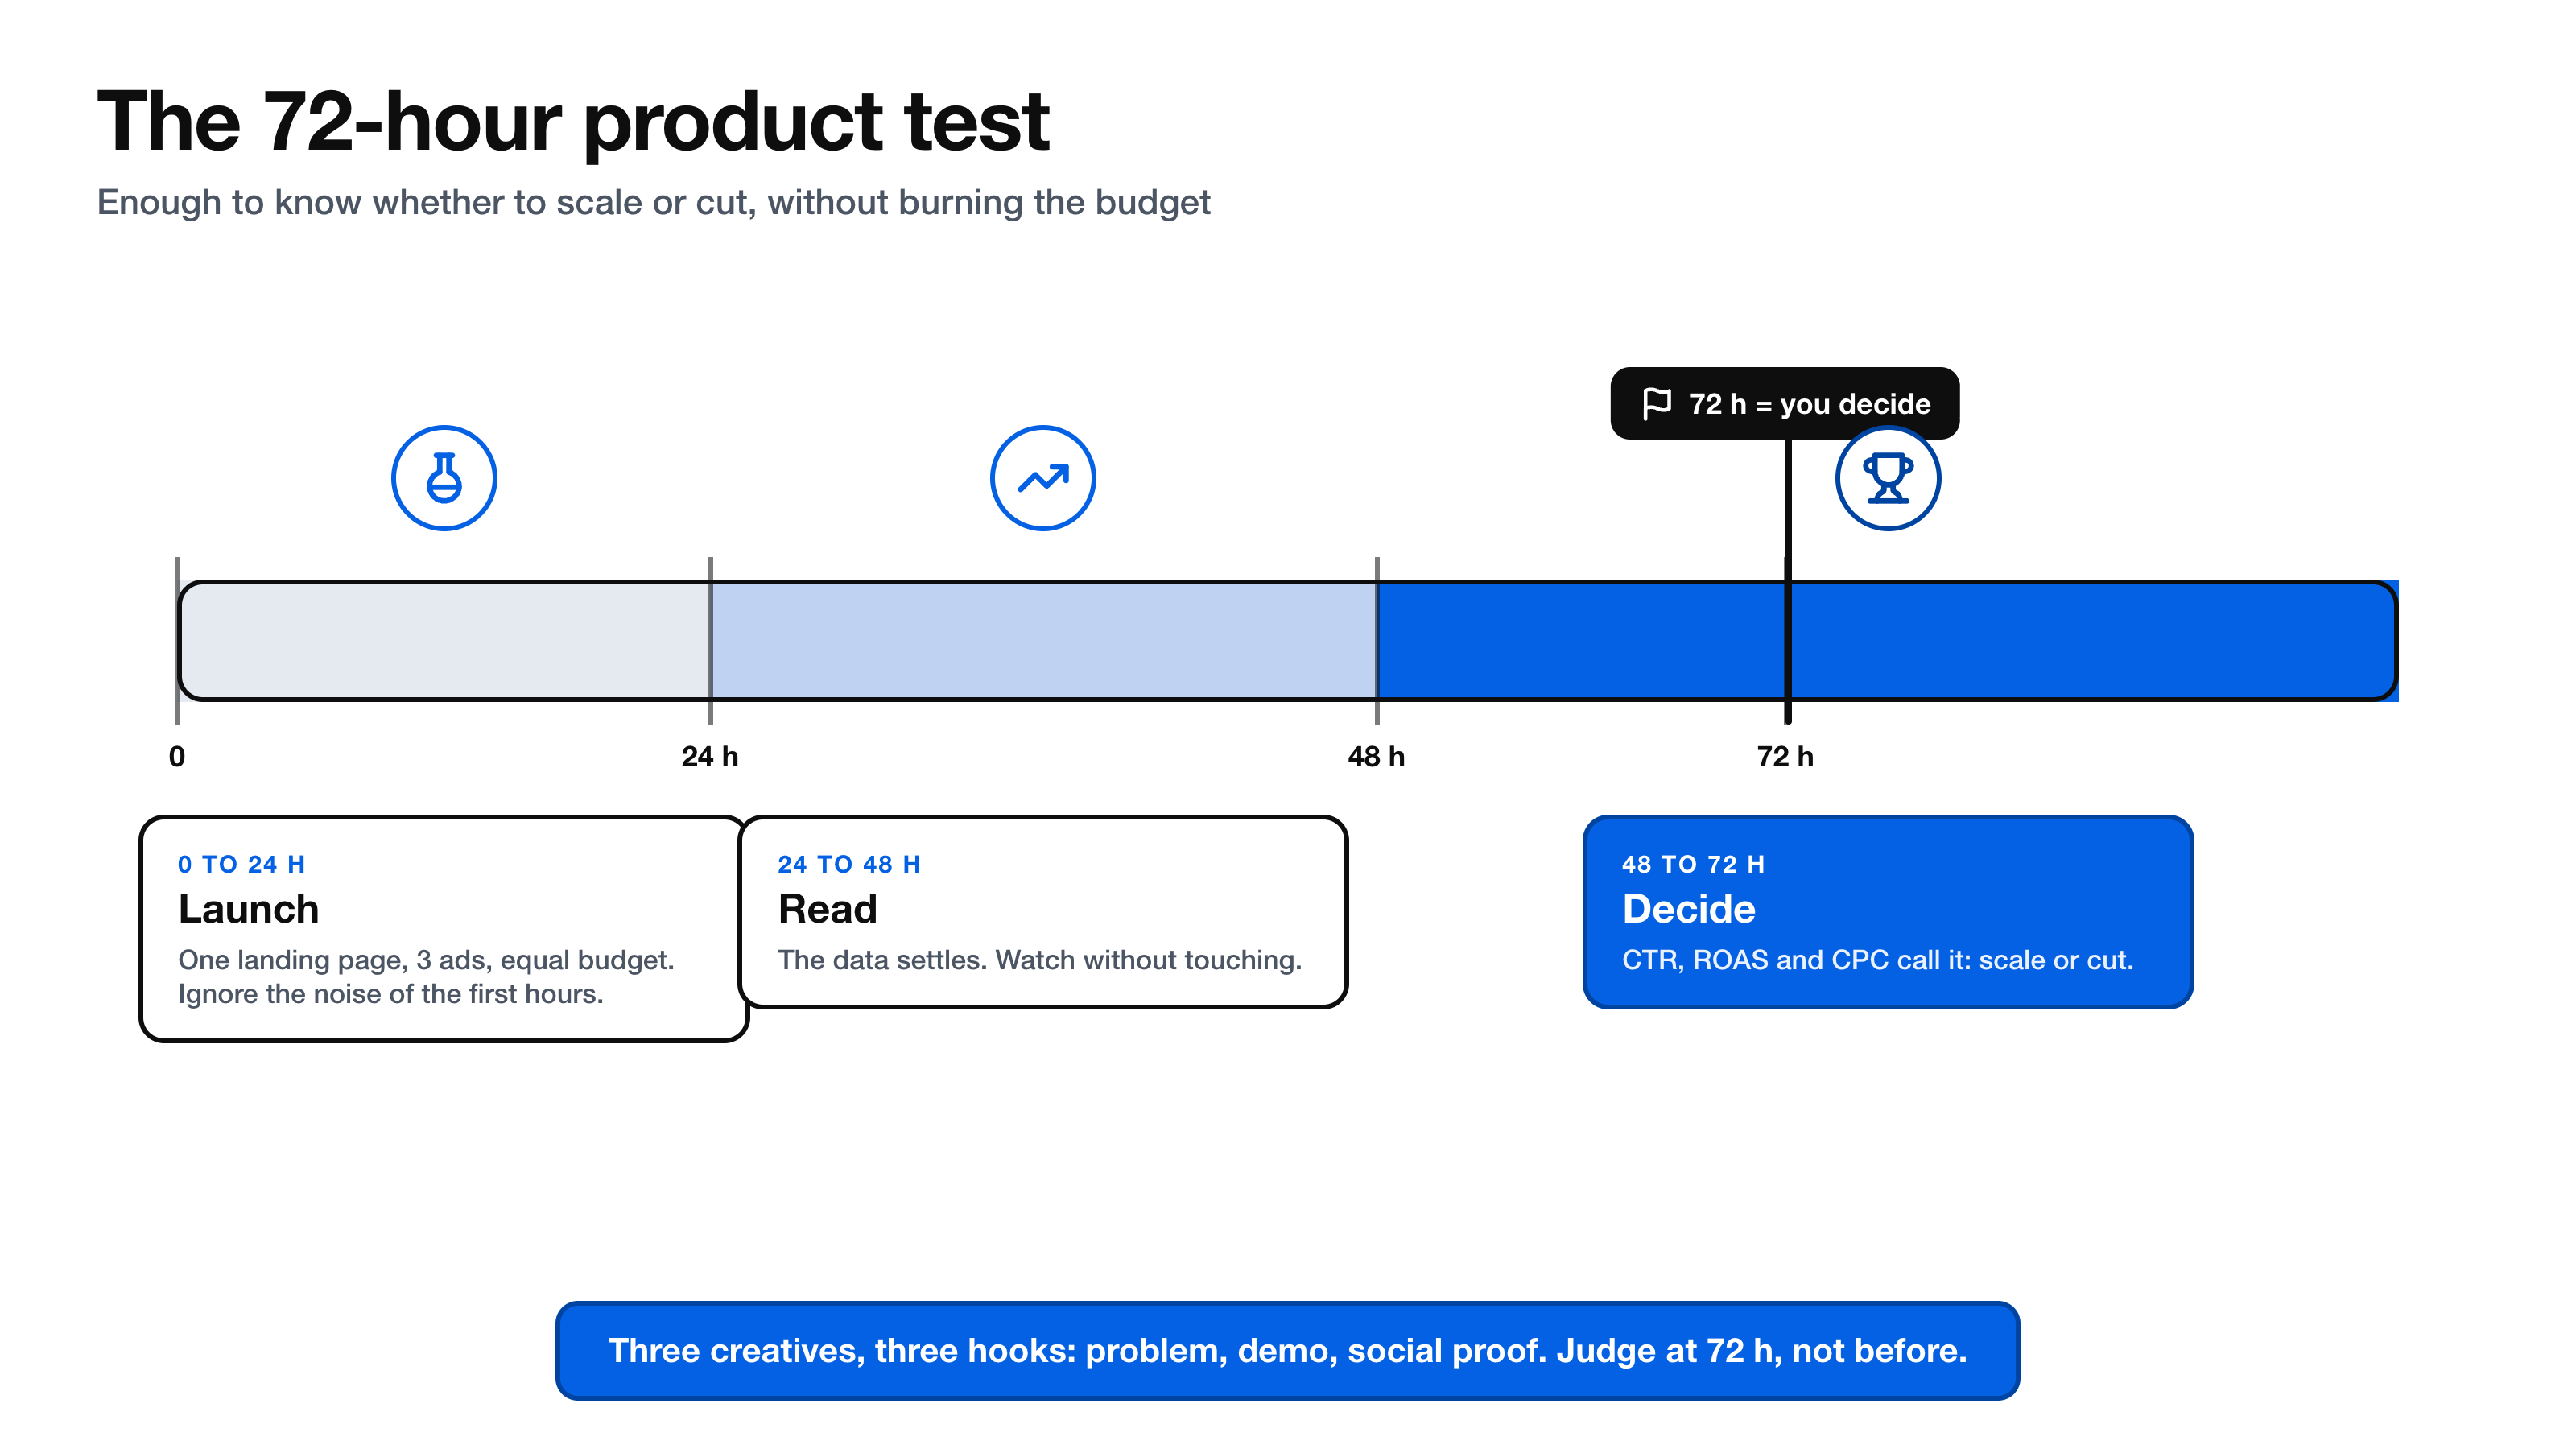 The 72-hour product test
Enough to know whether to scale or cut, without burning the budget
72 h = you decide
0
24 h
48 h
72 h
0 TO 24 H
Launch
One landing page, 3 ads, equal budget.
Ignore the noise of the first hours.
24 TO 48 H
Read
The data settles. Watch without touching.
48 TO 72 H
Decide
CTR, ROAS and CPC call it: scale or cut.
Three creatives, three hooks: problem, demo, social proof. Judge at 72 h, not before.